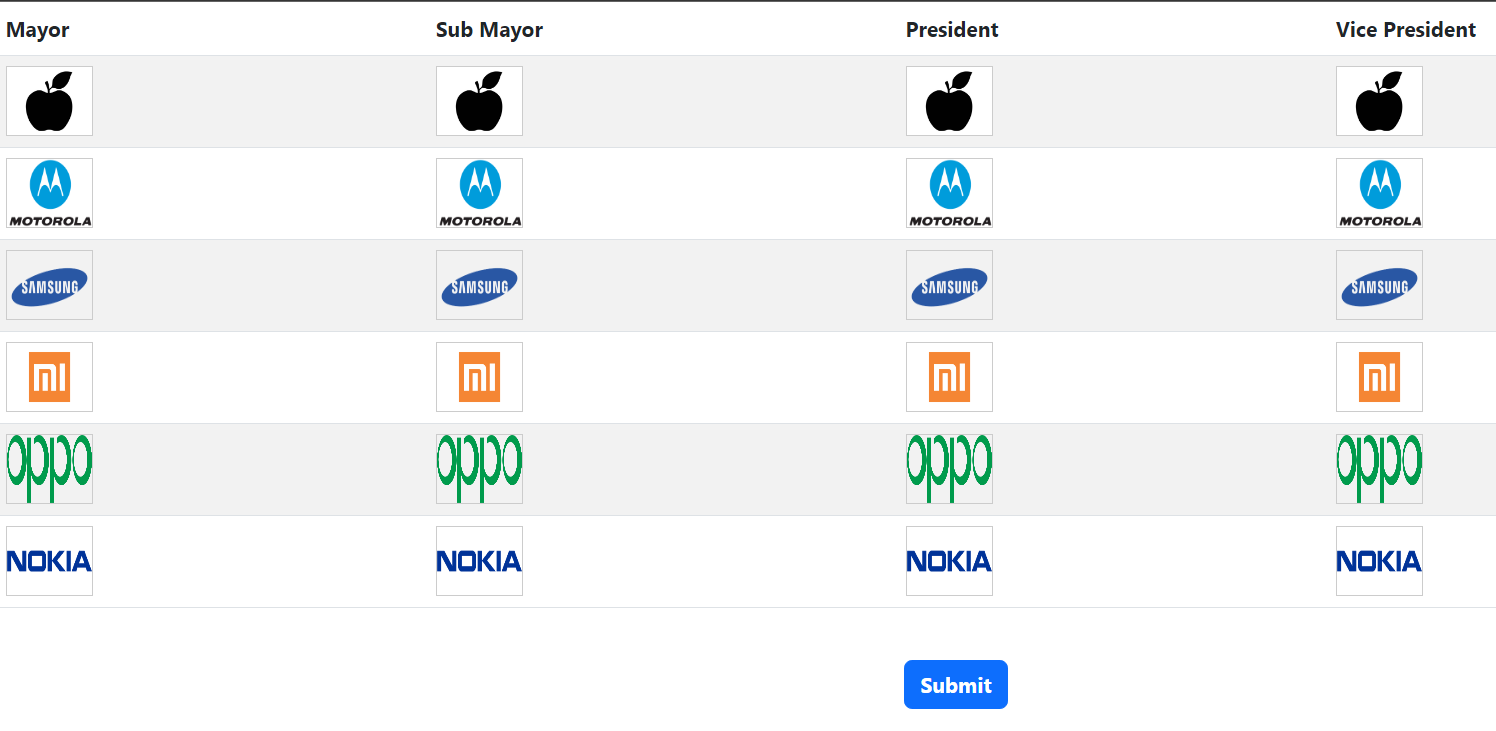 Mayor Sub Mayor President Vice President
MOTOROLA MOTOROLA MOTOROLA MOTOROLA
SAMSUNG SAMSUNG SAMSUNG SAMSUNG
mi mi mi mi
oppo oppo oppo oppo
NOKIA NOKIA NOKIA NOKIA
Submit